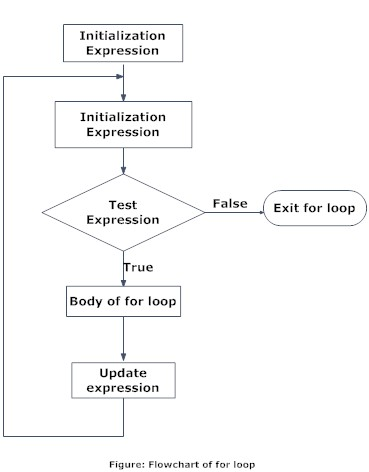 Initialization
Expression
Initialization
Expression
Test
Expression
False
Exit for loop
True
Body of for loop
Update
expression
Figure: Flowchart of for loop